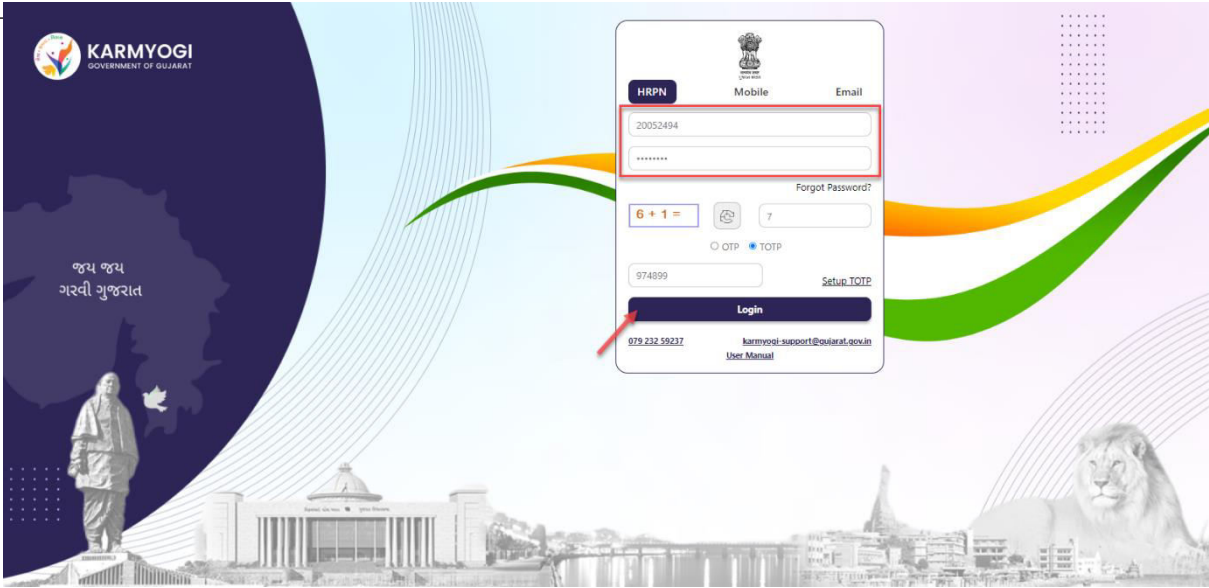 KARMYOGI
GOVERNMENT OF GUJARAT
જય જય
ગરવી ગુજરાત
HRPN Mobile Email
20052494
••••••••
Forgot Password?
6 + 1 = 7
OTP TOTP
974899 Setup TOTP
Login
079 232 59237 karmyogi-support@gujarat.gov.in
User Manual